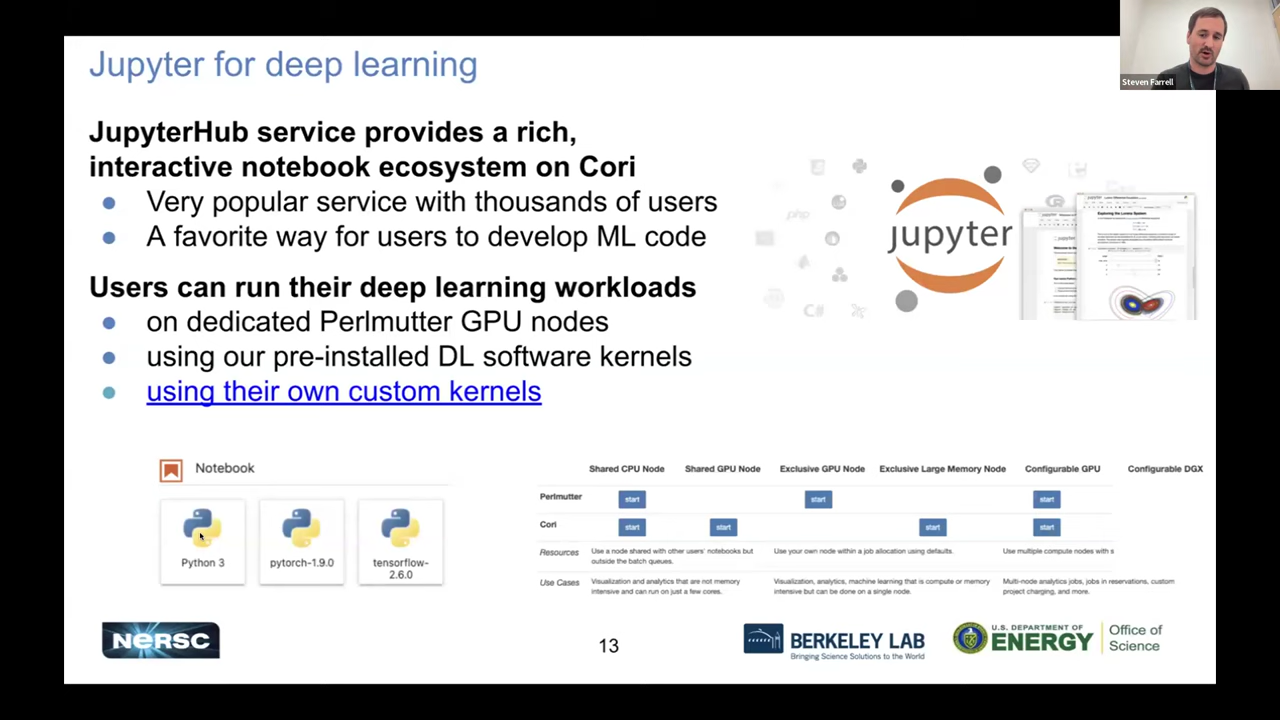 Jupyter for deep learning
Steven Farrell
JupyterHub service provides a rich,
interactive notebook ecosystem on Cori
● Very popular service with thousands of users
● A favorite way for users to develop ML code
Users can run their deep learning workloads
● on dedicated Perlmutter GPU nodes
● using our pre-installed DL software kernels
● using their own custom kernels
php
jupyter
Exploring the Lorenz System
C#
Notebook
Python 3
pytorch-1.9.0
tensorflow-
2.6.0
Shared CPU Node Shared GPU Node Exclusive GPU Node Exclusive Large Memory Node Configurable GPU Configurable DGX
Perlmutter start start start
Cori start start start start
Resources Use a node shared with other users' notebooks but Use your own node within a job allocation using defaults. Use multiple compute nodes with s
outside the batch queues.
Use Cases Visualization and analytics that are not memory Visualization, analytics, machine learning that is compute or memory Multi-node analytics jobs, jobs in reservations, custom
intensive and can run on just a few cores. intensive but can be done on a single node. project charging, and more.
NERSC
13
BERKELEY LAB
Bringing Science Solutions to the World
U.S. DEPARTMENT OF
ENERGY
Office of
Science